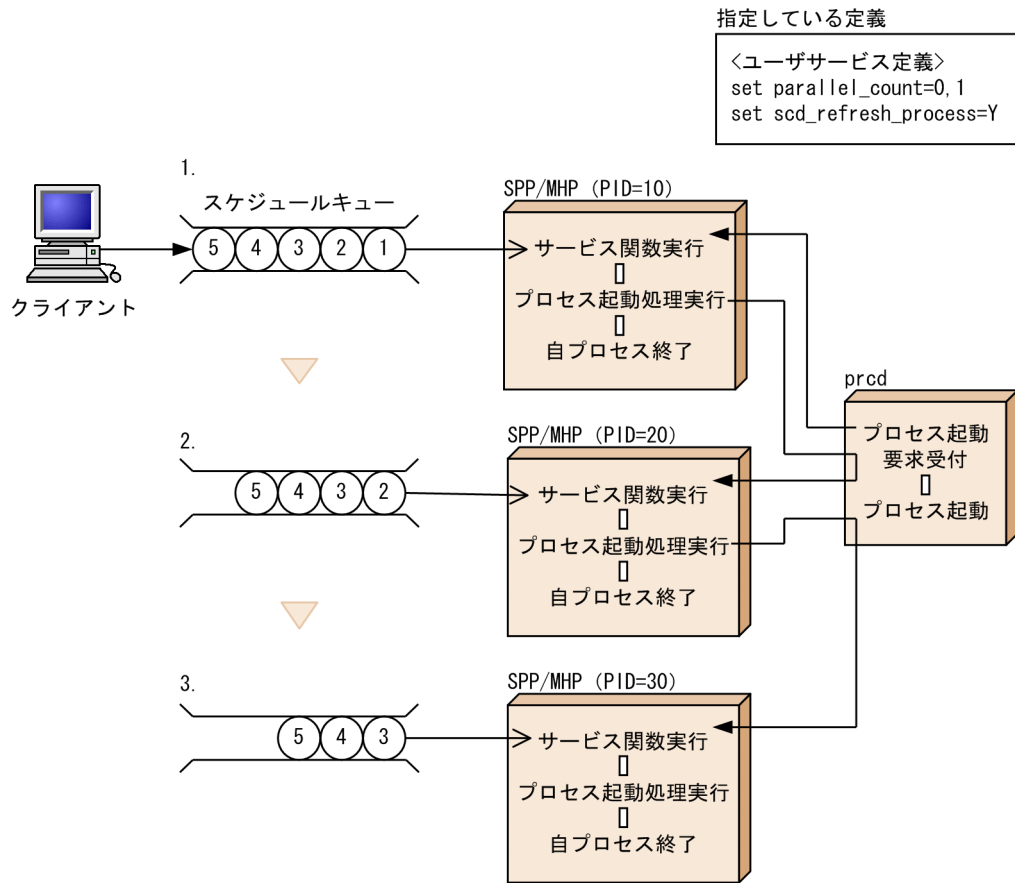 指定している定義
<ユーザサービス定義>
set parallel_count=0,1
set scd_refresh_process=Y
1.
スケジュールキュー
5 4 3 2 1
クライアント
SPP/MHP (PID=10)
サービス関数実行
プロセス起動処理実行
自プロセス終了
prcd
プロセス起動
要求受付
プロセス起動
2.
5 4 3 2
SPP/MHP (PID=20)
サービス関数実行
プロセス起動処理実行
自プロセス終了
3.
5 4 3
SPP/MHP (PID=30)
サービス関数実行
プロセス起動処理実行
自プロセス終了